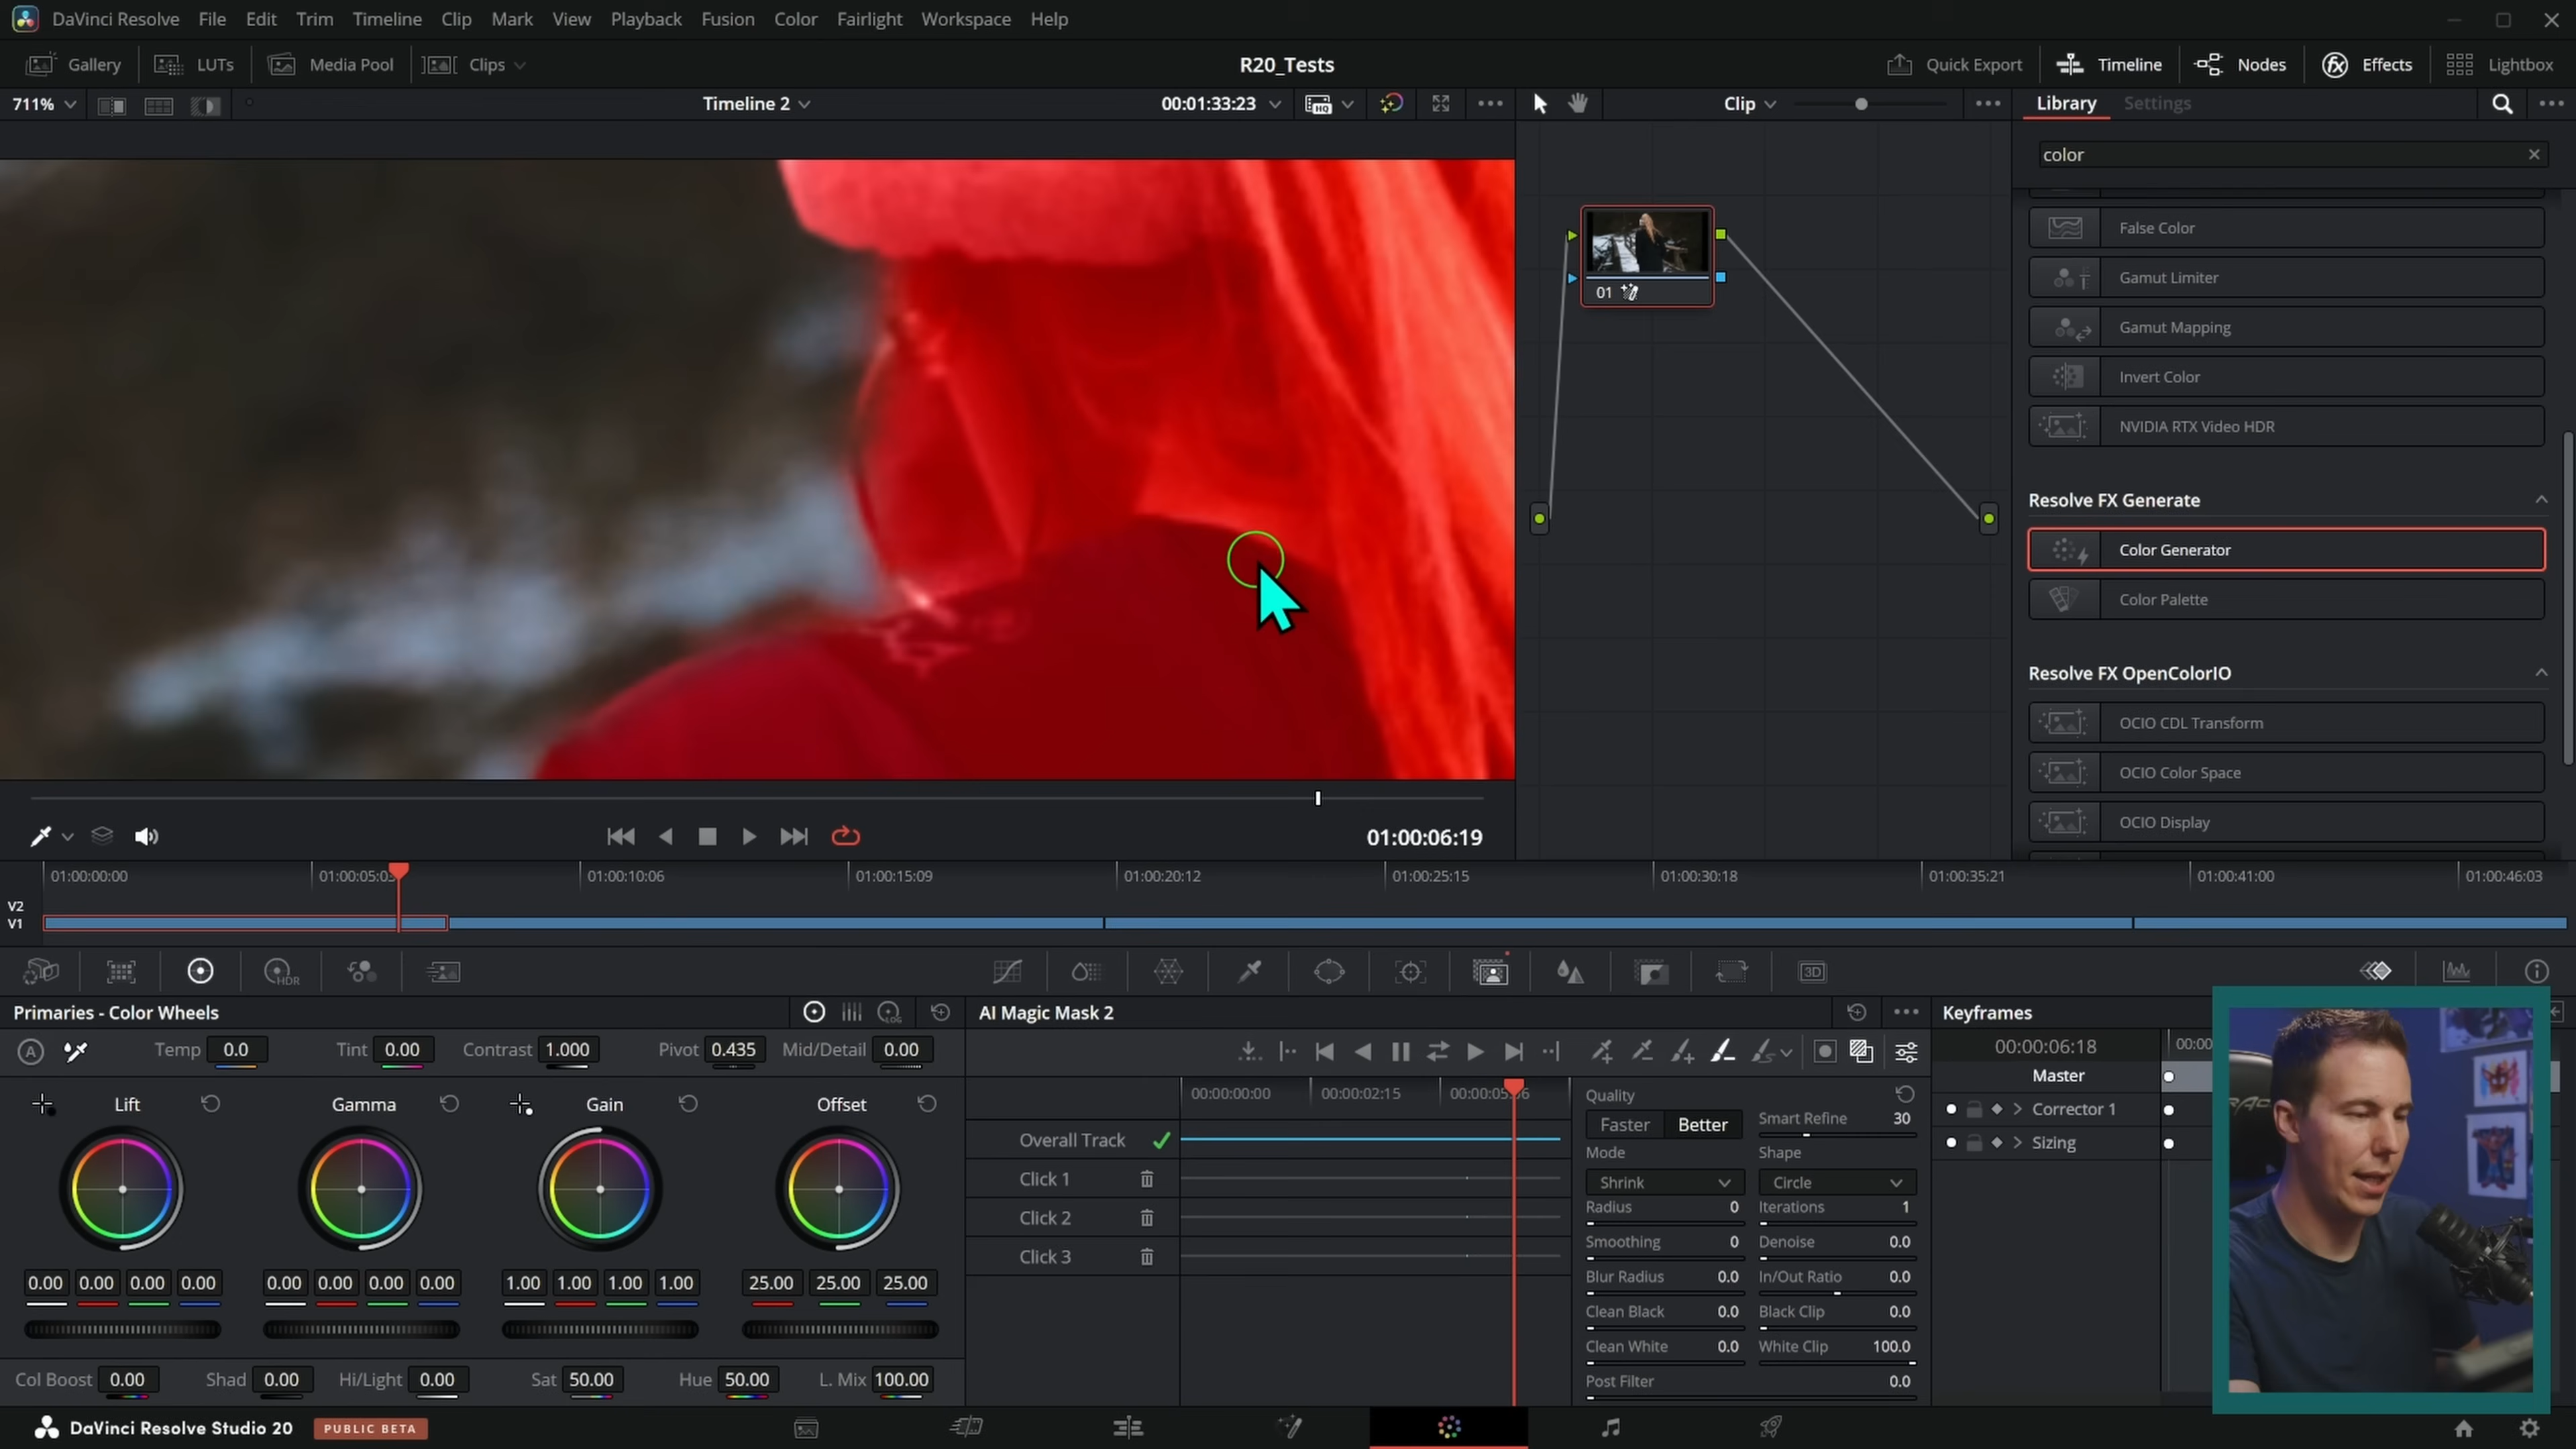 DaVinci Resolve File Edit Trim Timeline Clip Mark View Playback Fusion Color Fairlight Workspace Help
Gallery LUTs Media Pool Clips R20_Tests Quick Export Timeline Nodes Effects Lightbox
711% Timeline 2 00:01:33:23 Clip Library Settings
color
False Color
Gamut Limiter
Gamut Mapping
Invert Color
NVIDIA RTX Video HDR
Resolve FX Generate
Color Generator
Color Palette
Resolve FX OpenColorIO
OCIO CDL Transform
OCIO Color Space
OCIO Display
01
01:00:06:19
01:00:00:00 01:00:05:03 01:00:10:06 01:00:15:09 01:00:20:12 01:00:25:15 01:00:30:18 01:00:35:21 01:00:41:00 01:00:46:03
V2
V1
HDR 3D
Primaries - Color Wheels LOG AI Magic Mask 2 Keyframes
A Temp 0.0 Tint 0.00 Contrast 1.000 Pivot 0.435 Mid/Detail 0.00
00:00:06:18 00:00
Lift Gamma Gain Offset
00:00:00:00 00:00:02:15
Quality
Faster Better Smart Refine 30
Mode Shape
Shrink Circle
Radius 0 Iterations 1
Smoothing 0 Denoise 0.0
Blur Radius 0.0 In/Out Ratio 0.0
Clean Black 0.0 Black Clip 0.0
Clean White 0.0 White Clip 100.0
Post Filter 0.0
Overall Track
Click 1
Click 2
Click 3
Master
Corrector 1
Sizing
0.00 0.00 0.00 0.00 0.00 0.00 0.00 0.00 1.00 1.00 1.00 1.00 25.00 25.00 25.00
Col Boost 0.00 Shad 0.00 Hi/Light 0.00 Sat 50.00 Hue 50.00 L. Mix 100.00
DaVinci Resolve Studio 20 PUBLIC BETA